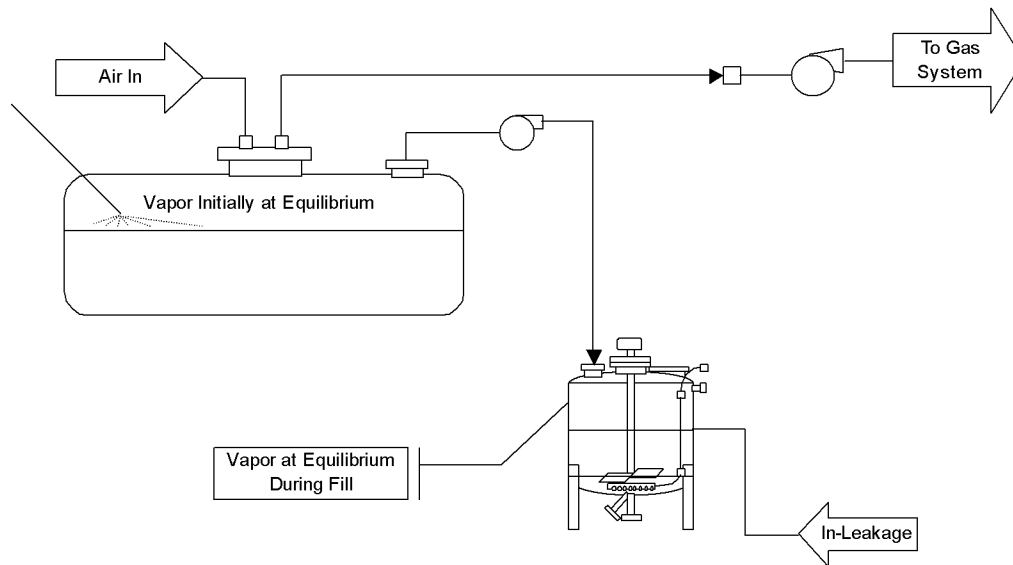 Air In
To Gas
System
Vapor Initially at Equilibrium
Vapor at Equilibrium
During Fill
In-Leakage